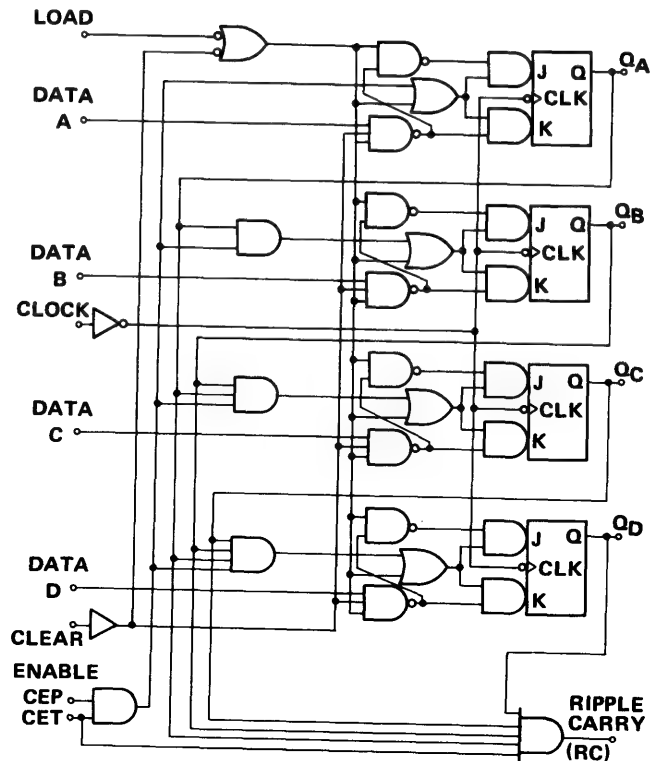 LOAD
DATA
A
J Q
CLK
K
QA
DATA
B
J Q
CLK
K
QB
CLOCK
DATA
C
J Q
CLK
K
QC
DATA
D
J Q
CLK
K
QD
CLEAR
ENABLE
CEP
CET
RIPPLE
CARRY
(RC)